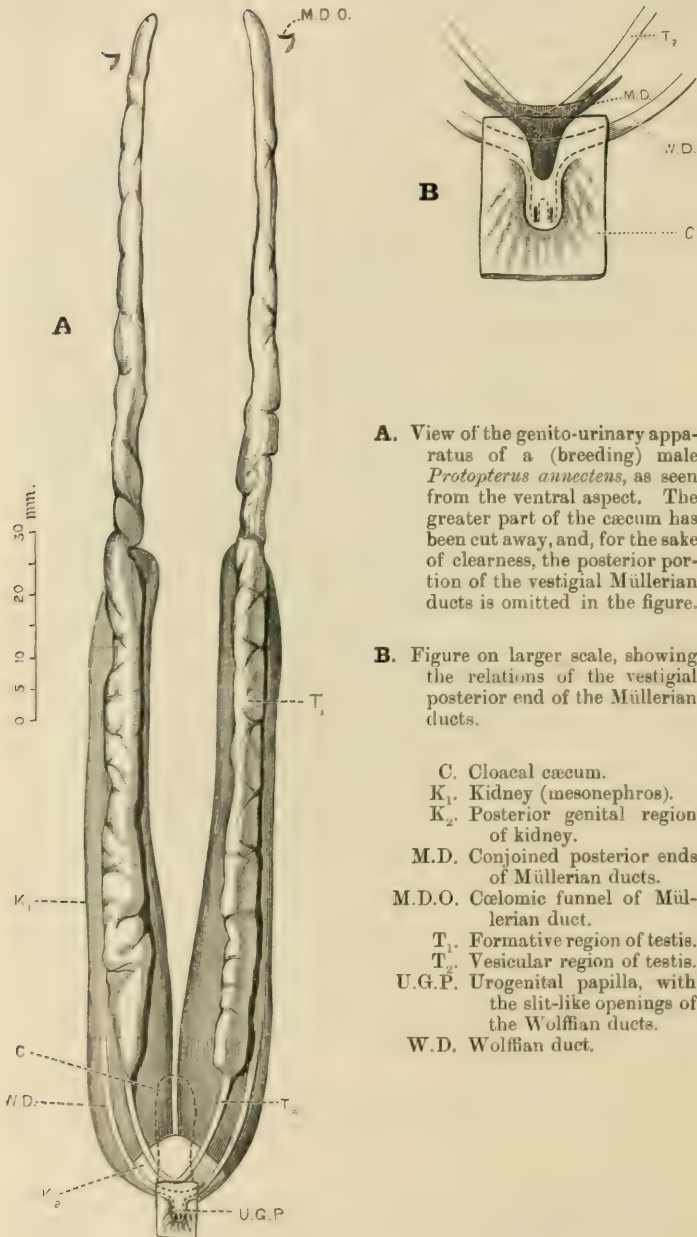 M.D O.
T₂
M.D.
W.D.
B
C
A
30 mm.
20
10
5
0
T₁
K₁
C
W.D.
T₂
K₂
U.G.P
A. View of the genito-urinary appa-
ratus of a (breeding) male
Protopterus annectens, as seen
from the ventral aspect. The
greater part of the cæcum has
been cut away, and, for the sake
of clearness, the posterior por-
tion of the vestigial Müllerian
ducts is omitted in the figure.
B. Figure on larger scale, showing
the relations of the vestigial
posterior end of the Müllerian
ducts.
C. Cloacal cæcum.
K₁. Kidney (mesonephros).
K₂. Posterior genital region
of kidney.
M.D. Conjoined posterior ends
of Müllerian ducts.
M.D.O. Cœlomic funnel of Mül-
lerian duct.
T₁. Formative region of testis.
T₂. Vesicular region of testis.
U.G.P. Urogenital papilla, with
the slit-like openings of
the Wolffian ducts.
W.D. Wolffian duct.